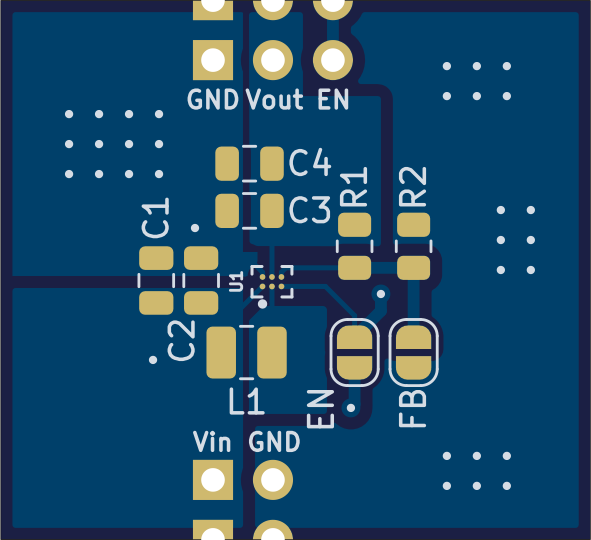 GND Vout EN
C4
C3
R1
R2
C1
U1
C2
L1
EN
FB
Vin GND